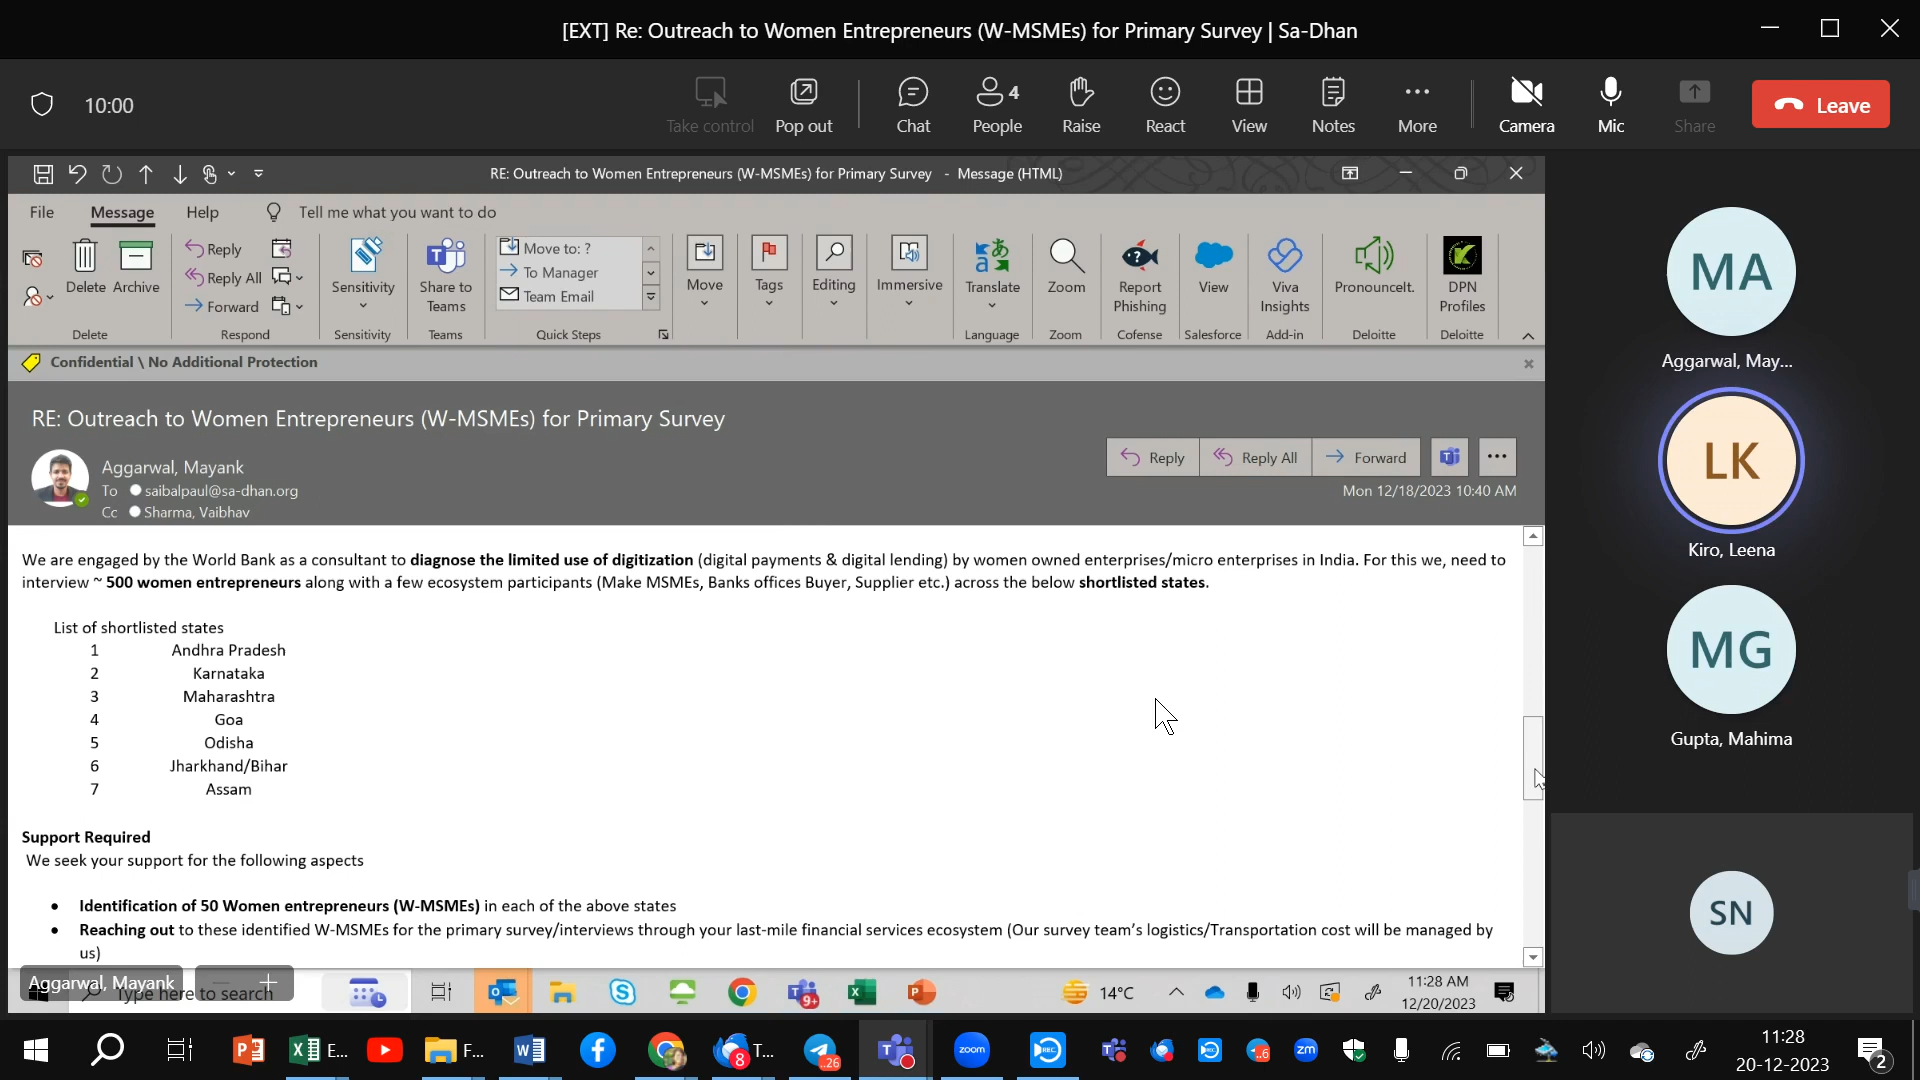 [EXT] Re: Outreach to Women Entrepreneurs (W-MSMEs) for Primary Survey | Sa-Dhan
10:00
Take control
Pop out
Chat
People
4
Raise
React
View
Notes
More
Camera
Mic
Share
Leave
RE: Outreach to Women Entrepreneurs (W-MSMEs) for Primary Survey - Message (HTML)
File Message Help Tell me what you want to do
Delete
Archive
Delete
Reply
Reply All
Forward
Respond
Sensitivity
Sensitivity
Share to
Teams
Teams
Move to: ?
To Manager
Team Email
Quick Steps
Move
Tags
Editing
Immersive
Translate
Language
Zoom
Zoom
Report
Phishing
Cofense
View
Salesforce
Viva
Insights
Add-in
PronounceIt.
Deloitte
DPN
Profiles
Deloitte
Confidential \ No Additional Protection
RE: Outreach to Women Entrepreneurs (W-MSMEs) for Primary Survey
Aggarwal, Mayank
To saibalpaul@sa-dhan.org
Cc Sharma, Vaibhav
Reply
Reply All
Forward
Mon 12/18/2023 10:40 AM
We are engaged by the World Bank as a consultant to diagnose the limited use of digitization (digital payments & digital lending) by women owned enterprises/micro enterprises in India. For this we, need to
interview ~ 500 women entrepreneurs along with a few ecosystem participants (Make MSMEs, Banks offices Buyer, Supplier etc.) across the below shortlisted states.
List of shortlisted states
1 Andhra Pradesh
2 Karnataka
3 Maharashtra
4 Goa
5 Odisha
6 Jharkhand/Bihar
7 Assam
Support Required
We seek your support for the following aspects
• Identification of 50 Women entrepreneurs (W-MSMEs) in each of the above states
• Reaching out to these identified W-MSMEs for the primary survey/interviews through your last-mile financial services ecosystem (Our survey team's logistics/Transportation cost will be managed by
us)
Aggarwal, Mayank
Type here to search
9+
14°C
11:28 AM
12/20/2023
MA
Aggarwal, May...
LK
Kiro, Leena
MG
Gupta, Mahima
SN
E...
F...
8
T...
..26
zoom
REC
REC
..6
zm
11:28
20-12-2023
2